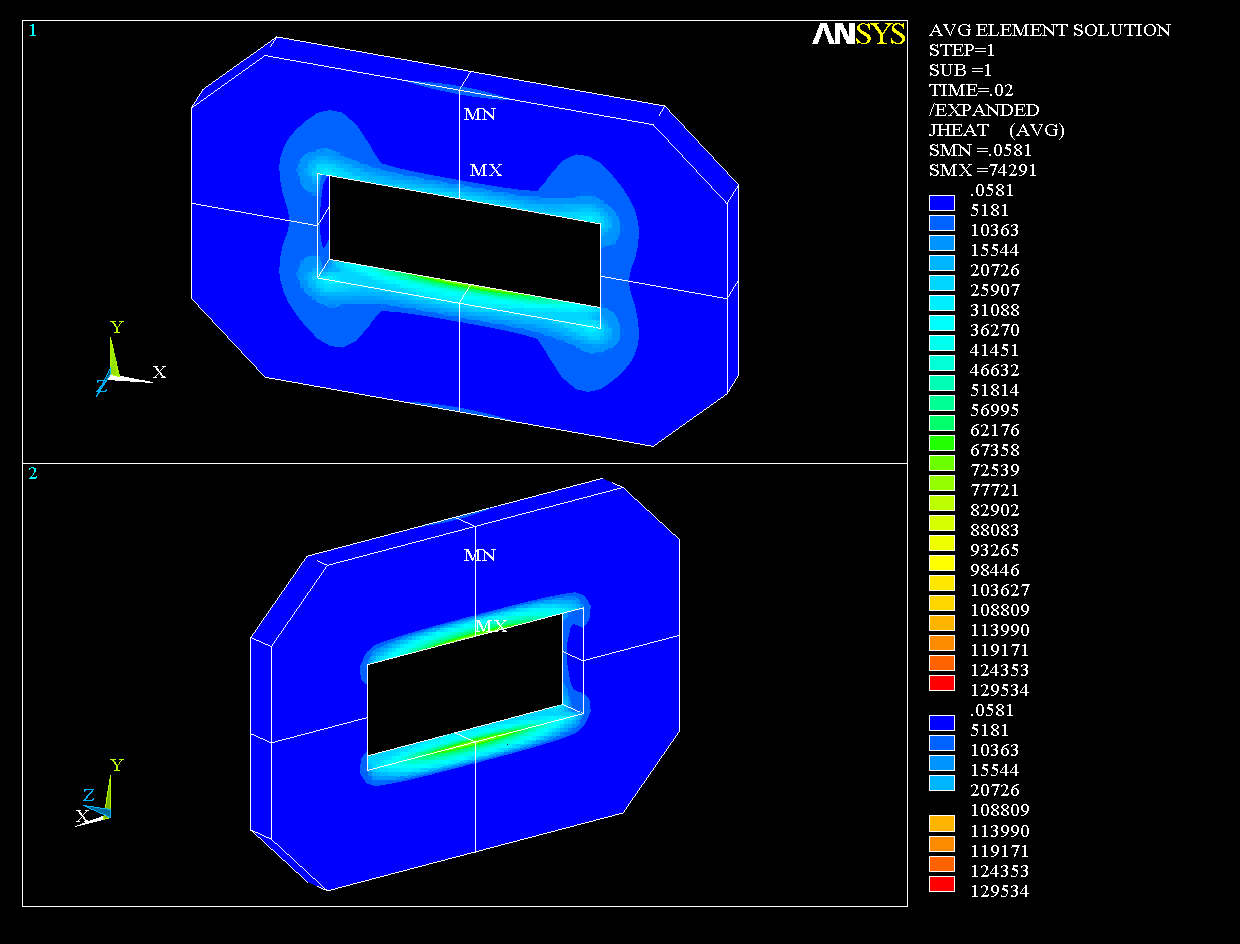 1
ANSYS
MN
MX
Y
X
Z
2
MN
MX
Y
Z
X
AVG ELEMENT SOLUTION
STEP=1
SUB =1
TIME=.02
/EXPANDED
JHEAT (AVG)
SMN =.0581
SMX =74291
.0581
5181
10363
15544
20726
25907
31088
36270
41451
46632
51814
56995
62176
67358
72539
77721
82902
88083
93265
98446
103627
108809
113990
119171
124353
129534
.0581
5181
10363
15544
20726
108809
113990
119171
124353
129534